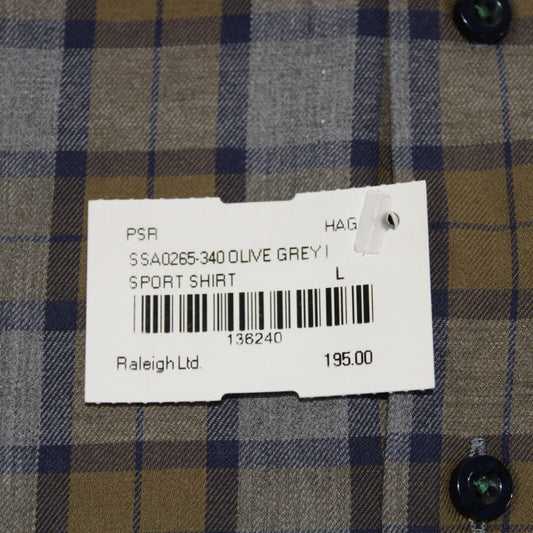 PSR HAG
SSA0265-340 OLIVE GREY
SPORT SHIRT L
136240
Raleigh Ltd. 195.00